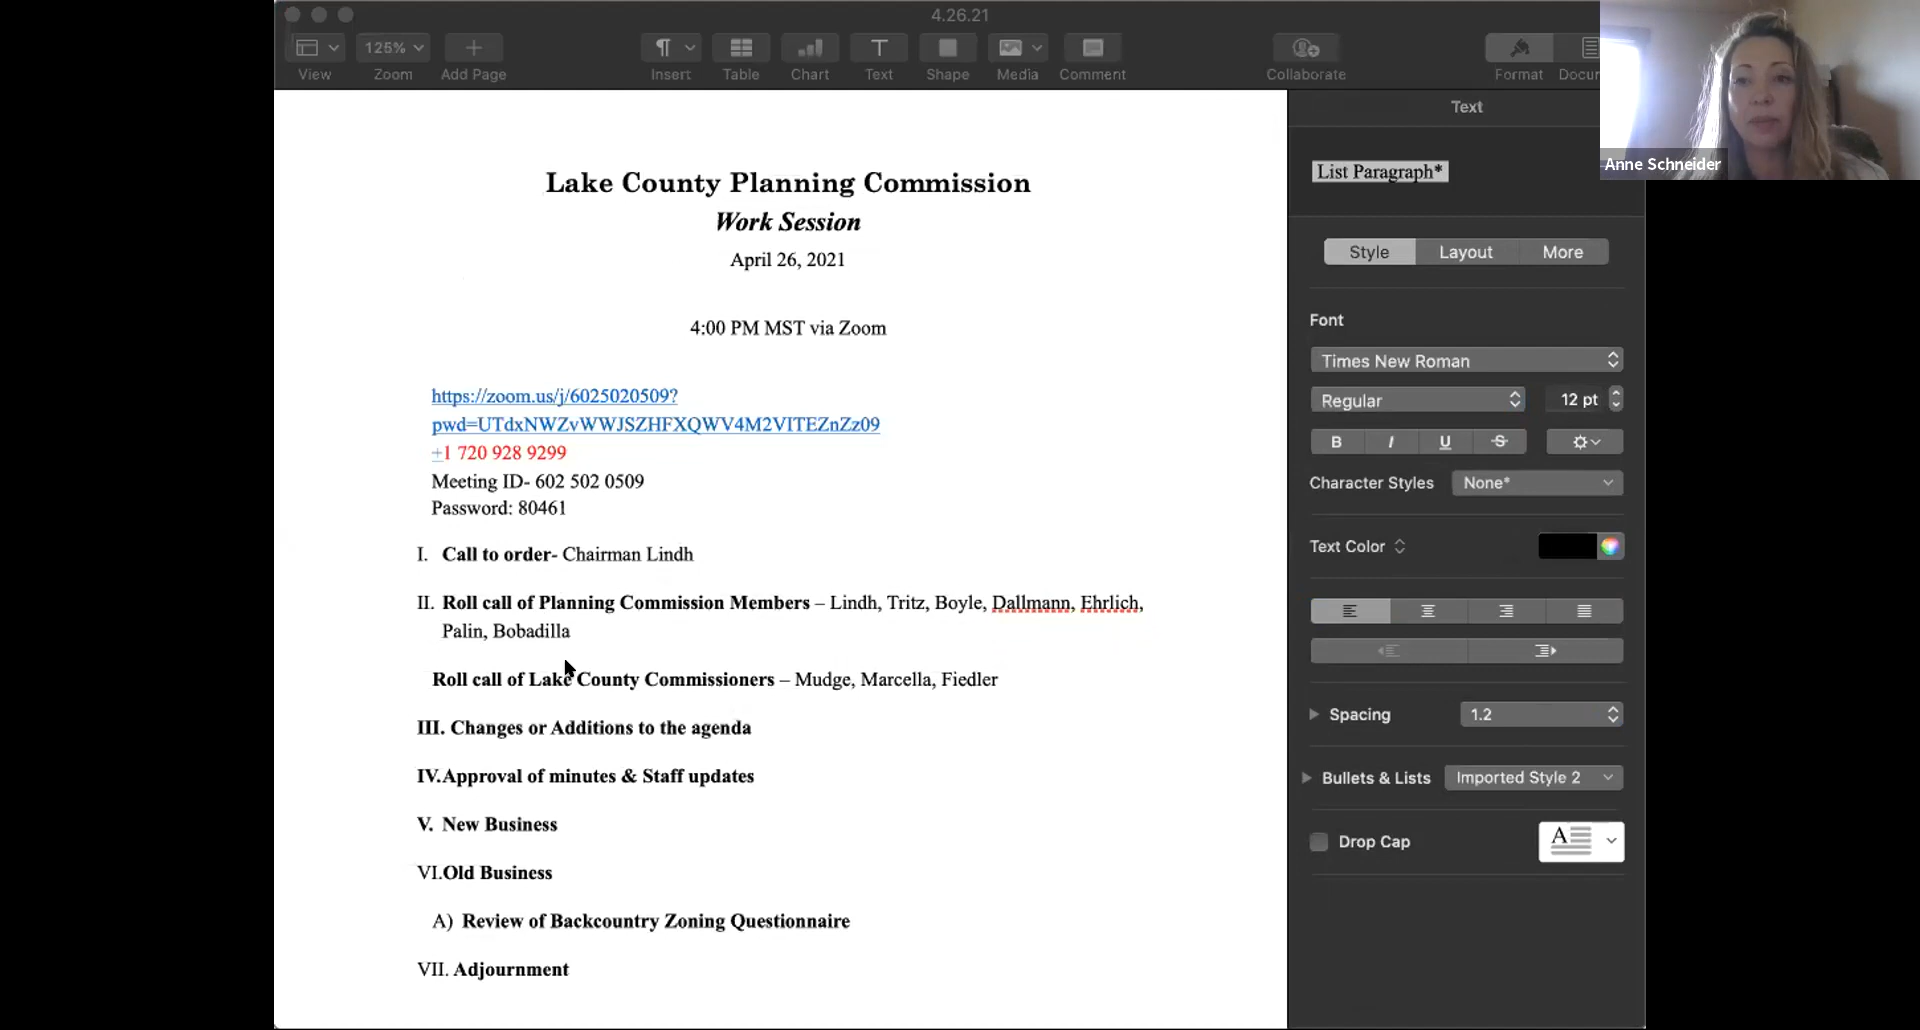 4.26.21
125%
View
Zoom
Add Page
Insert
Table
Chart
Text
Shape
Media
Comment
Collaborate
Format
Text
Anne Schneider
Lake County Planning Commission
Work Session
April 26, 2021
4:00 PM MST via Zoom
https://zoom.us/j/6025020509?
pwd=UTdxNWZvWWJSZHFXQWV4M2VITEZnZz09
+1 720 928 9299
Meeting ID- 602 502 0509
Password: 80461
I. Call to order- Chairman Lindh
II. Roll call of Planning Commission Members – Lindh, Tritz, Boyle, Dallmann, Ehrlich,
Palin, Bobadilla
Roll call of Lake County Commissioners – Mudge, Marcella, Fiedler
III. Changes or Additions to the agenda
IV.Approval of minutes & Staff updates
V. New Business
VI.Old Business
A) Review of Backcountry Zoning Questionnaire
VII. Adjournment
List Paragraph*
Style
Layout
More
Font
Times New Roman
Regular
12 pt
B I U S
Character Styles
None*
Text Color
Spacing
1.2
Bullets & Lists
Imported Style 2
Drop Cap
A